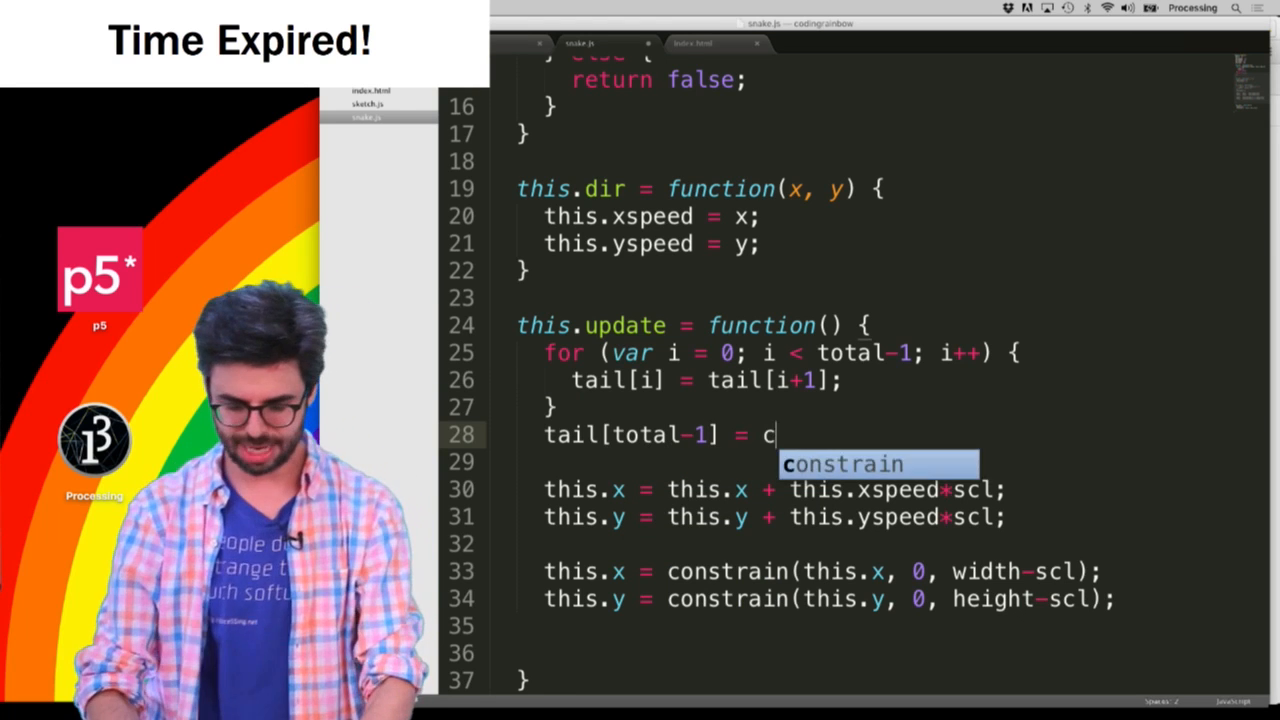 Time Expired!
Processing
snake.js — codingrainbow
snake.js
index.html
index.html
sketch.js
snake.js
} else {
return false;
16 }
17 }
18
19 this.dir = function(x, y) {
20 this.xspeed = x;
21 this.yspeed = y;
22 }
23
24 this.update = function() {
25 for (var i = 0; i < total-1; i++) {
26 tail[i] = tail[i+1];
27 }
28 tail[total-1] = c
constrain
29
30 this.x = this.x + this.xspeed*scl;
31 this.y = this.y + this.yspeed*scl;
32
33 this.x = constrain(this.x, 0, width-scl);
34 this.y = constrain(this.y, 0, height-scl);
35
36
37 }
p5*
p5
Processing
Spaces: 2
JavaScript